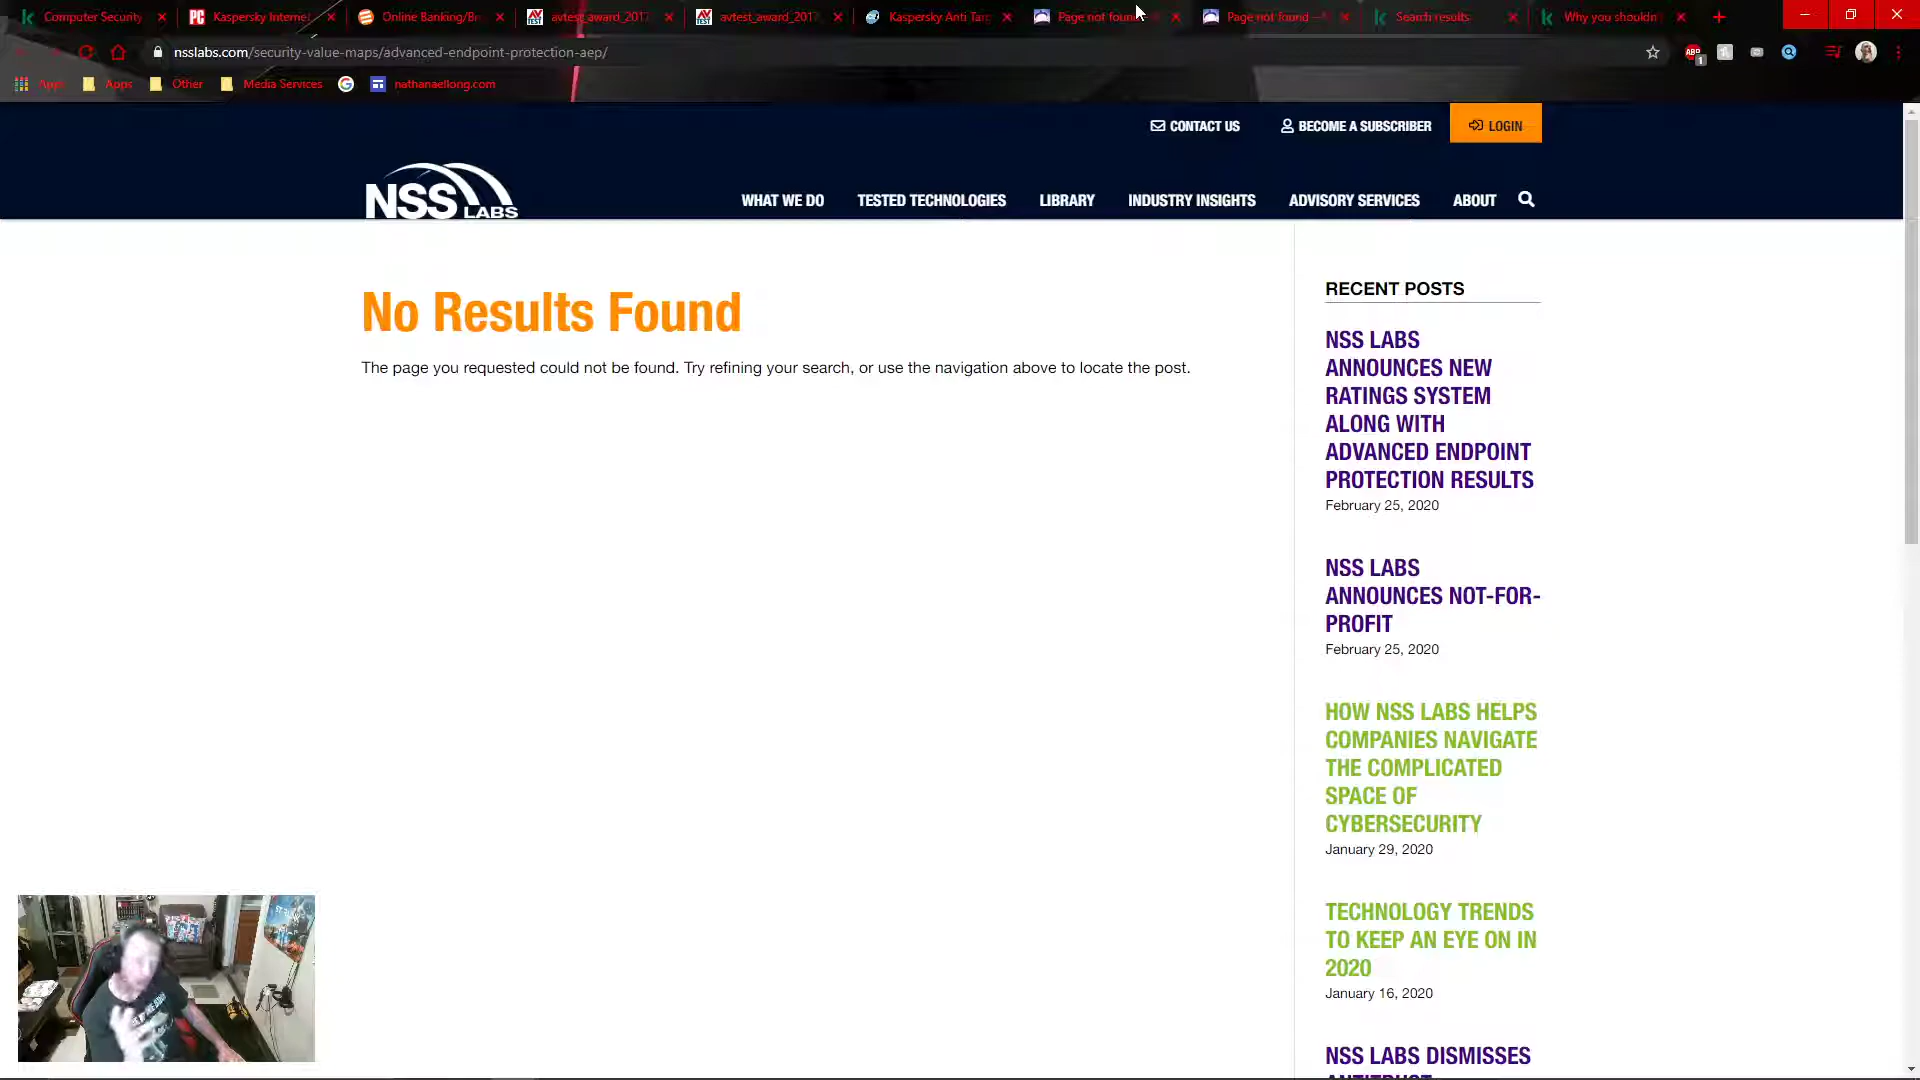 Computer Security
Kaspersky Interne
Online Banking/Br
avtest_award_2017
avtest_award_2017
Kaspersky Anti Targ
Page not found
Page not found –
Search results
Why you shouldn
nsslabs.com/security-value-maps/advanced-endpoint-protection-aep/
ABP
1
Apps
Apps
Other
Media Services
nathanaellong.com
CONTACT US
BECOME A SUBSCRIBER
LOGIN
NSS LABS
WHAT WE DO
TESTED TECHNOLOGIES
LIBRARY
INDUSTRY INSIGHTS
ADVISORY SERVICES
ABOUT
No Results Found
The page you requested could not be found. Try refining your search, or use the navigation above to locate the post.
RECENT POSTS
NSS LABS
ANNOUNCES NEW
RATINGS SYSTEM
ALONG WITH
ADVANCED ENDPOINT
PROTECTION RESULTS
February 25, 2020
NSS LABS
ANNOUNCES NOT-FOR-
PROFIT
February 25, 2020
HOW NSS LABS HELPS
COMPANIES NAVIGATE
THE COMPLICATED
SPACE OF
CYBERSECURITY
January 29, 2020
TECHNOLOGY TRENDS
TO KEEP AN EYE ON IN
2020
January 16, 2020
NSS LABS DISMISSES
ANTITRUST